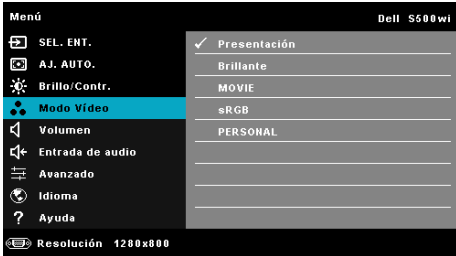 Menú Dell S500wi
SEL. ENT.
AJ. AUTO.
Brillo/Contr.
Modo Vídeo
Volumen
Entrada de audio
Avanzado
Idioma
? Ayuda
Presentación
Brillante
MOVIE
sRGB
PERSONAL
Resolución 1280x800